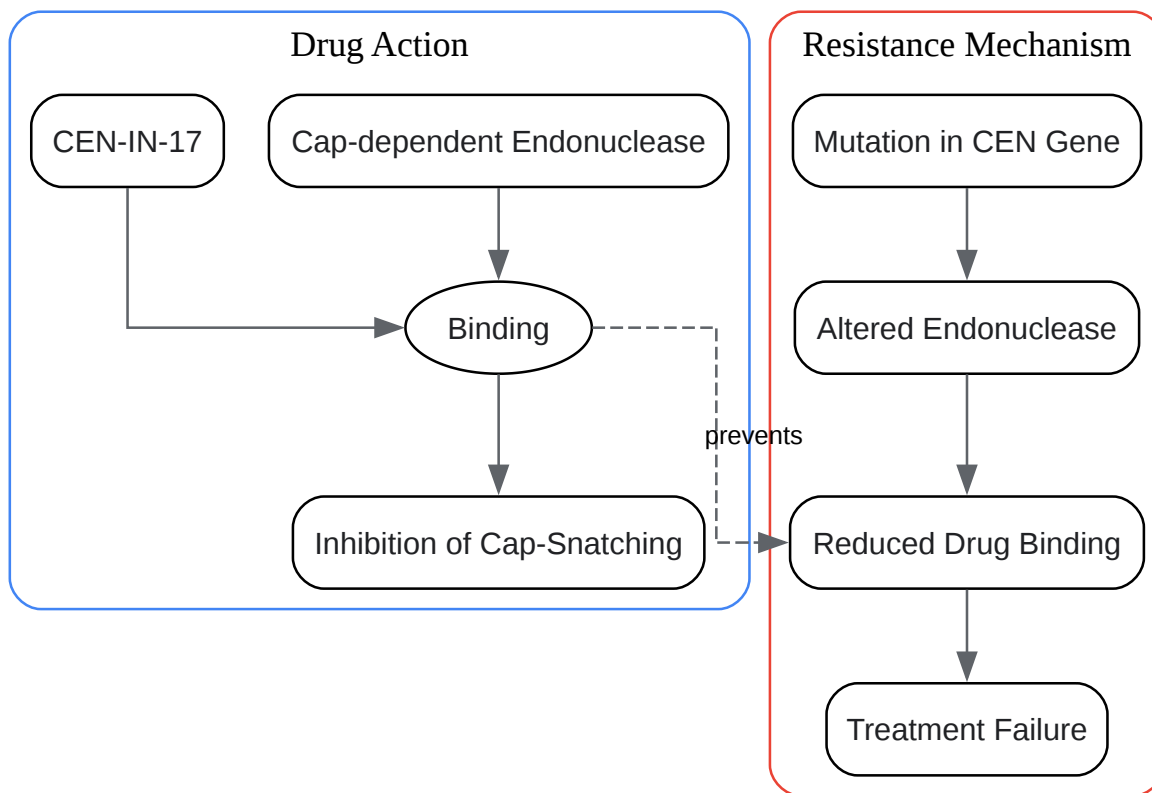 Drug Action
CEN-IN-17
Cap-dependent Endonuclease
Binding
prevents
Inhibition of Cap-Snatching
Resistance Mechanism
Mutation in CEN Gene
Altered Endonuclease
Reduced Drug Binding
Treatment Failure